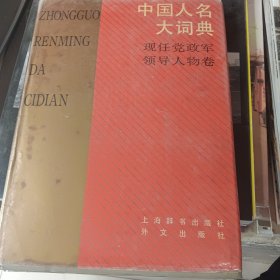 ZHONGGUO
RENMING
DA
CIDIAN
中国人名
大词典
现任党政军
领导人物卷
上海辞书出版社
外文出版社